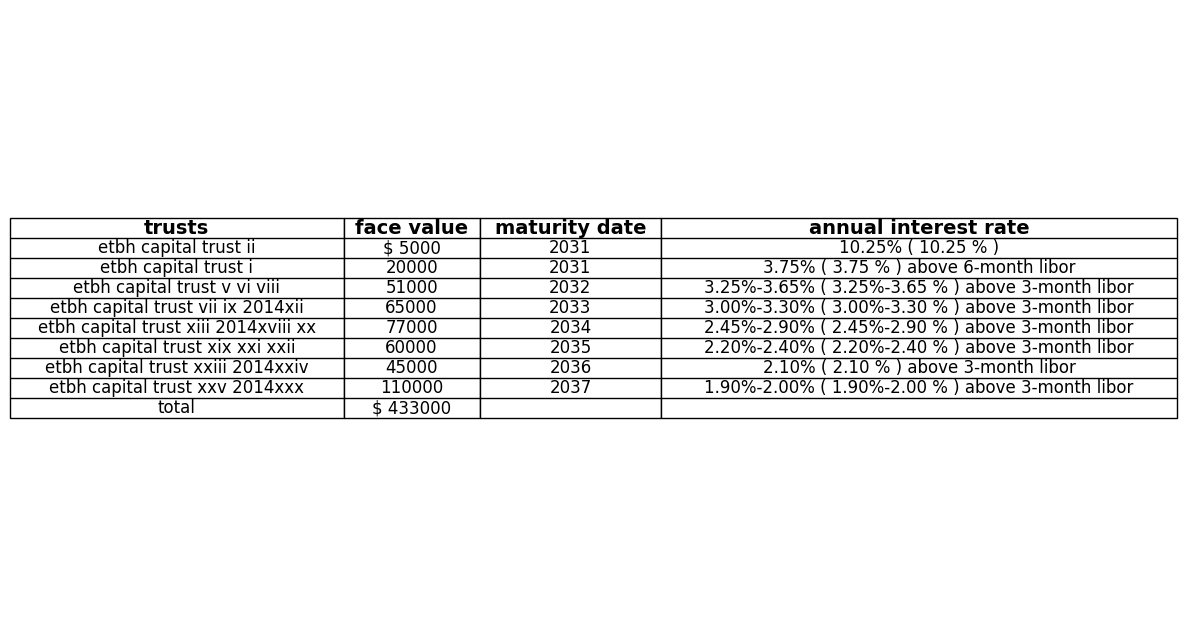 trusts face value maturity date annual interest rate
etbh capital trust ii $ 5000 2031 10.25% ( 10.25 % )
etbh capital trust i 20000 2031 3.75% ( 3.75 % ) above 6-month libor
etbh capital trust v vi viii 51000 2032 3.25%-3.65% ( 3.25%-3.65 % ) above 3-month libor
etbh capital trust vii ix 2014xii 65000 2033 3.00%-3.30% ( 3.00%-3.30 % ) above 3-month libor
etbh capital trust xiii 2014xviii xx 77000 2034 2.45%-2.90% ( 2.45%-2.90 % ) above 3-month libor
etbh capital trust xix xxi xxii 60000 2035 2.20%-2.40% ( 2.20%-2.40 % ) above 3-month libor
etbh capital trust xxiii 2014xxiv 45000 2036 2.10% ( 2.10 % ) above 3-month libor
etbh capital trust xxv 2014xxx 110000 2037 1.90%-2.00% ( 1.90%-2.00 % ) above 3-month libor
total $ 433000